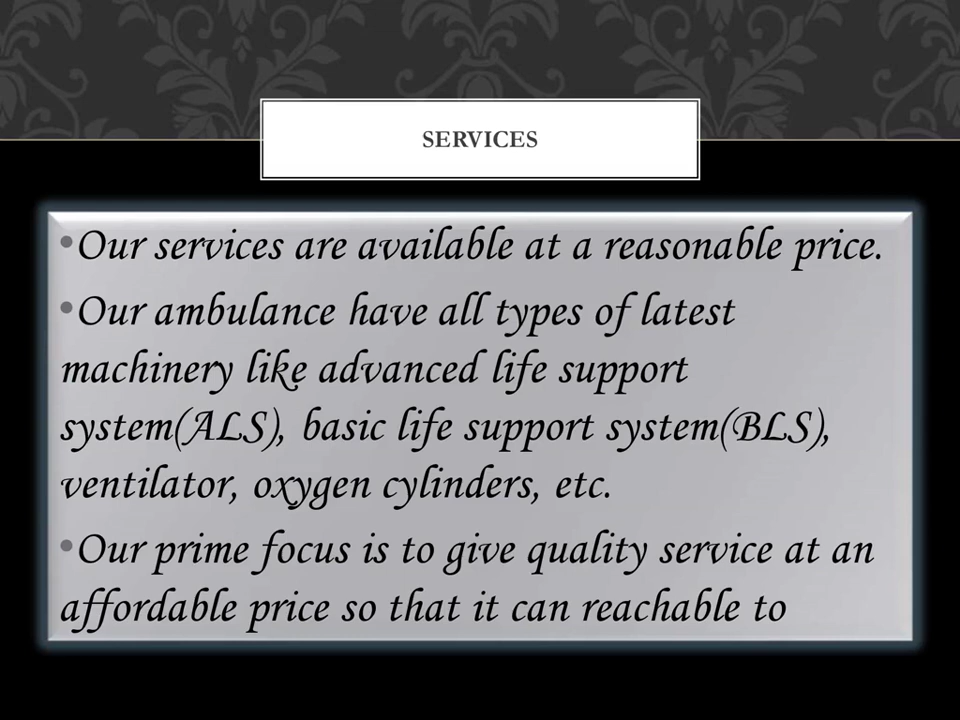 SERVICES
•Our services are available at a reasonable price.
•Our ambulance have all types of latest
machinery like advanced life support
system(ALS), basic life support system(BLS),
ventilator, oxygen cylinders, etc.
•Our prime focus is to give quality service at an
affordable price so that it can reachable to